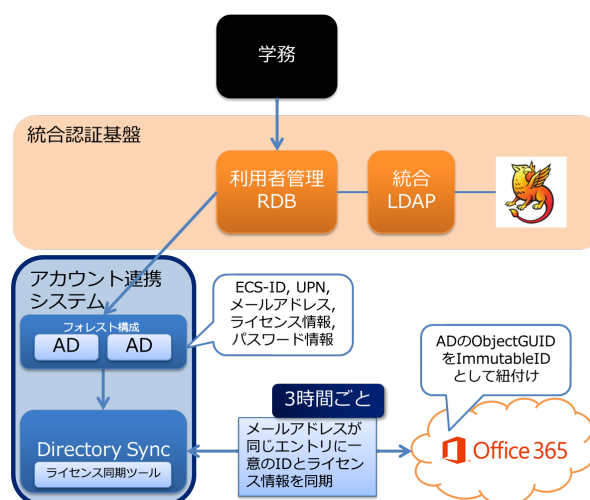 学務
統合認証基盤
利用者管理
RDB
統合
LDAP
アカウント連携
システム
フォレスト構成
AD
AD
ECS-ID, UPN,
メールアドレス,
ライセンス情報,
パスワード情報
ADのObjectGUID
をImmutableID
として紐付け
3時間ごと
メールアドレスが
同じエントリに一
意のIDとライセン
ス情報を同期
Directory Sync
ライセンス同期ツール
Office 365